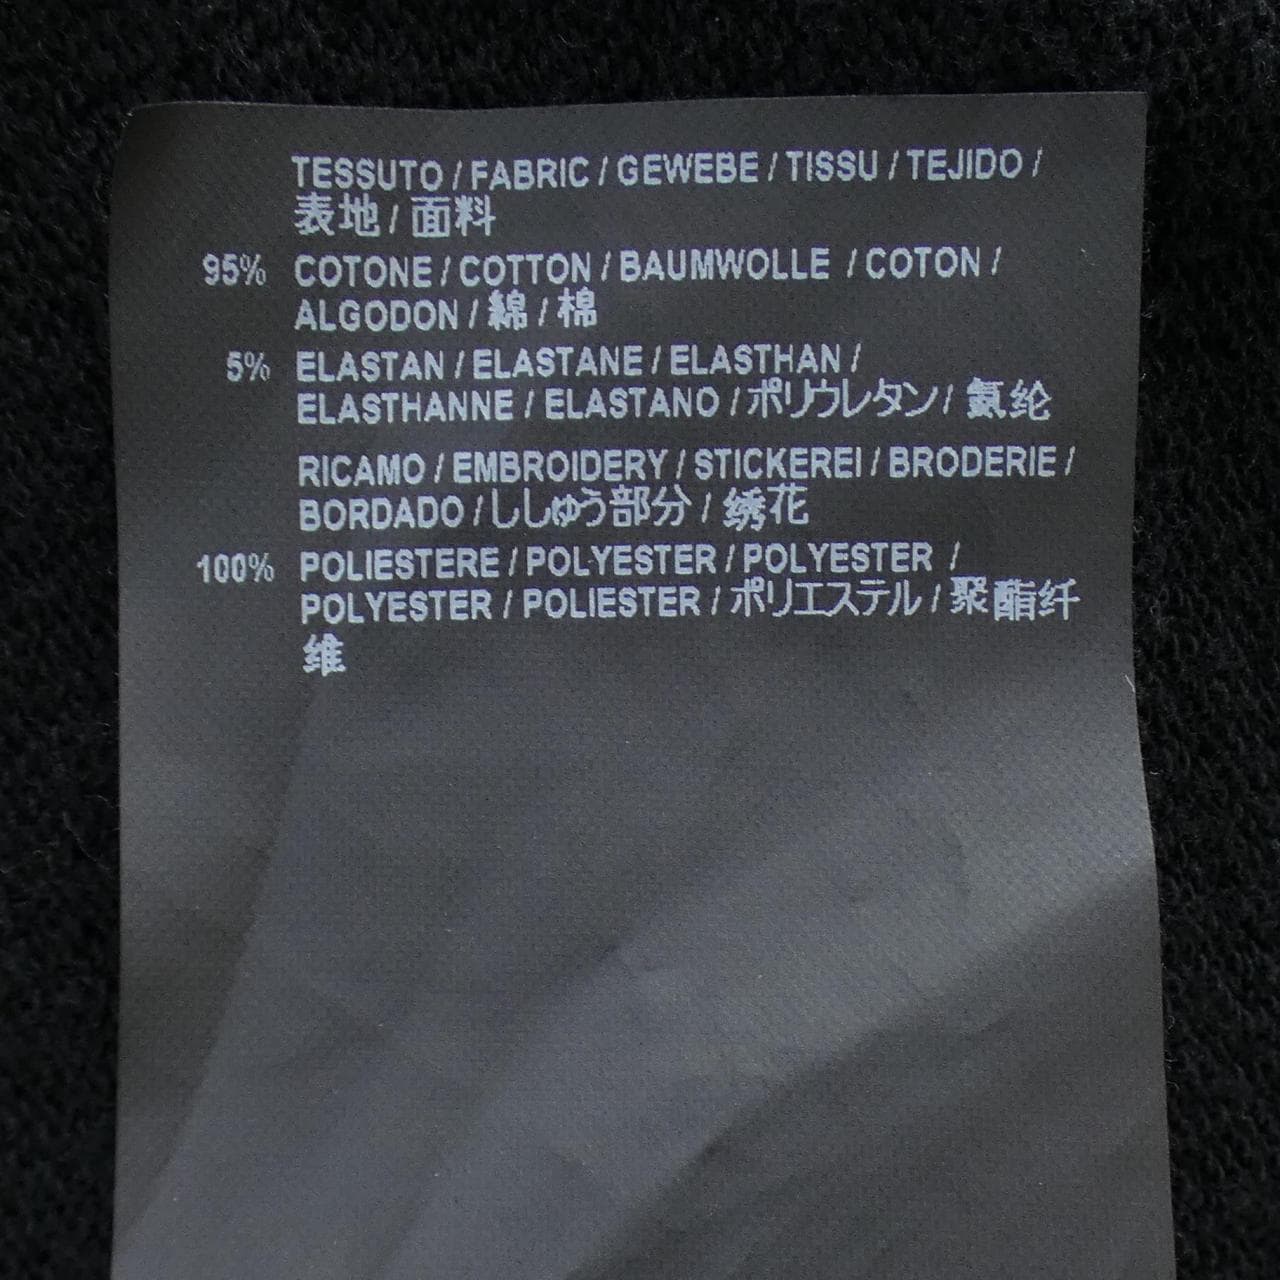 TESSUTO / FABRIC / GEWEBE / TISSU / TEJIDO /
表地 / 面料
95% COTONE / COTTON / BAUMWOLLE / COTON /
ALGODON / 綿 / 棉
5% ELASTAN / ELASTANE / ELASTHAN /
ELASTHANNE / ELASTANO / ポリウレタン / 氨纶
RICAMO / EMBROIDERY / STICKEREI / BRODERIE /
BORDADO / ししゅう部分 / 绣花
100% POLIESTERE / POLYESTER / POLYESTER /
POLYESTER / POLIESTER / ポリエステル / 聚酯纤
维